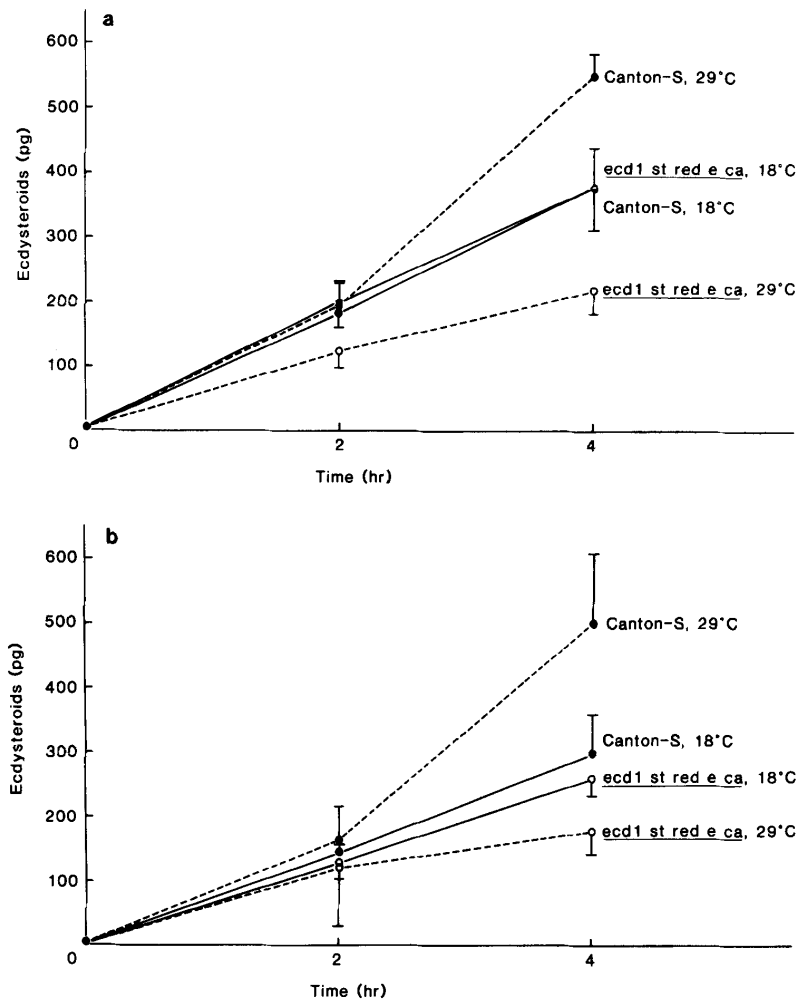 a
600
500
400
300
200
100
0
Ecdysteroids (pg)
Canton-S, 29°C
ecd1 st red e ca, 18°C
Canton-S, 18°C
ecd1 st red e ca, 29°C
2
4
Time (hr)
b
600
500
400
300
200
100
0
Ecdysteroids (pg)
Canton-S, 29°C
Canton-S, 18°C
ecd1 st red e ca, 18°C
ecd1 st red e ca, 29°C
2
4
Time (hr)